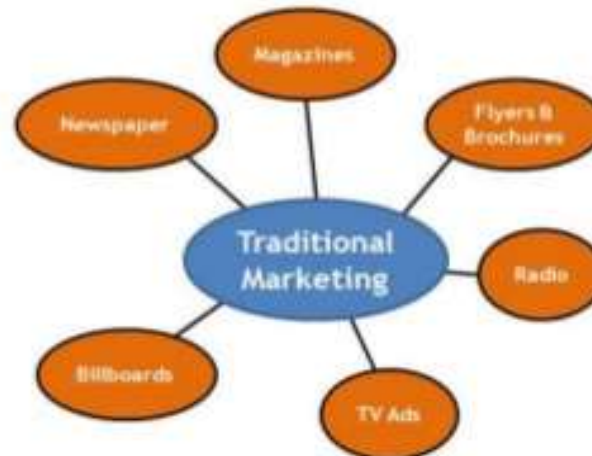 Magazines
Newspaper
Flyers &
Brochures
Traditional
Marketing
Radio
Billboards
TV Ads